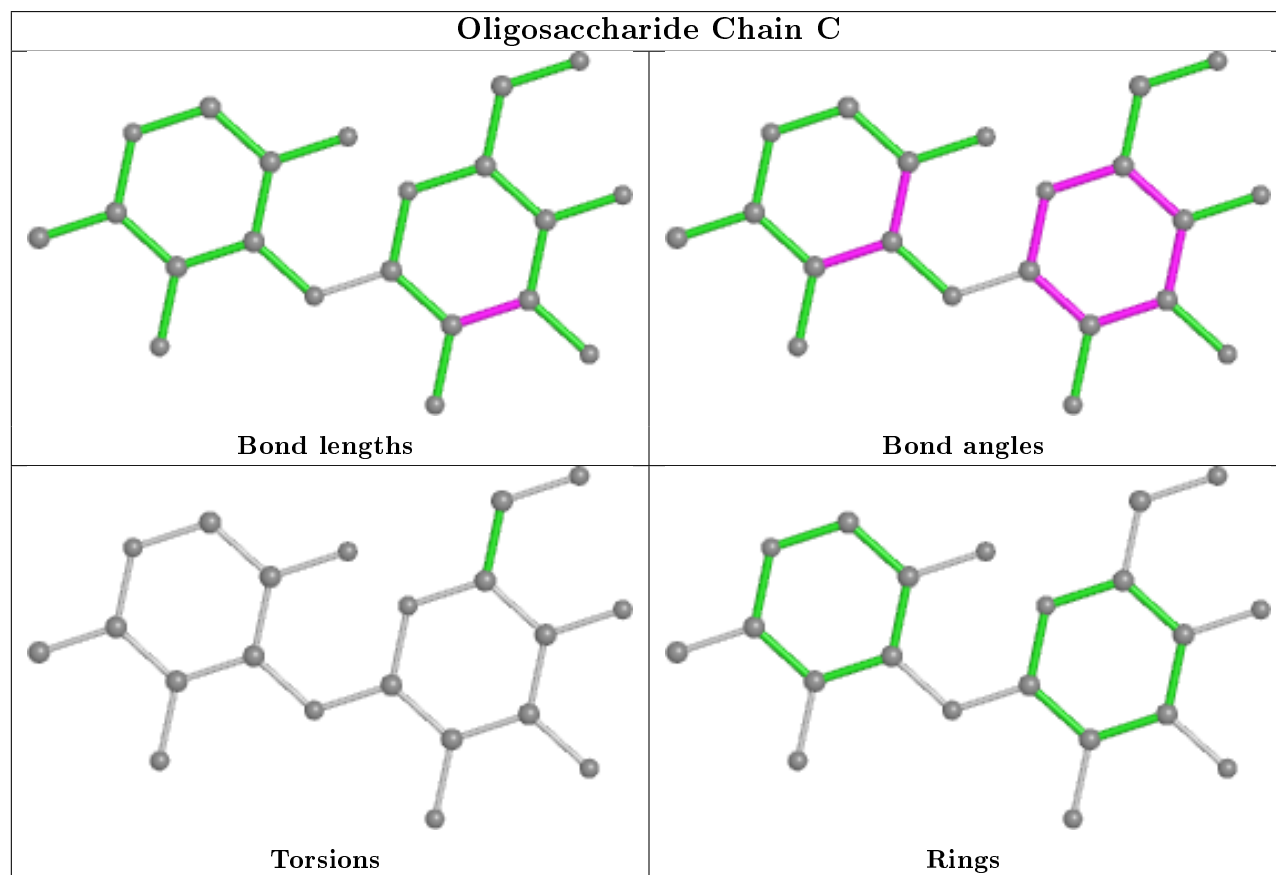 Oligosaccharide Chain C
Bond lengths
Bond angles
Torsions
Rings